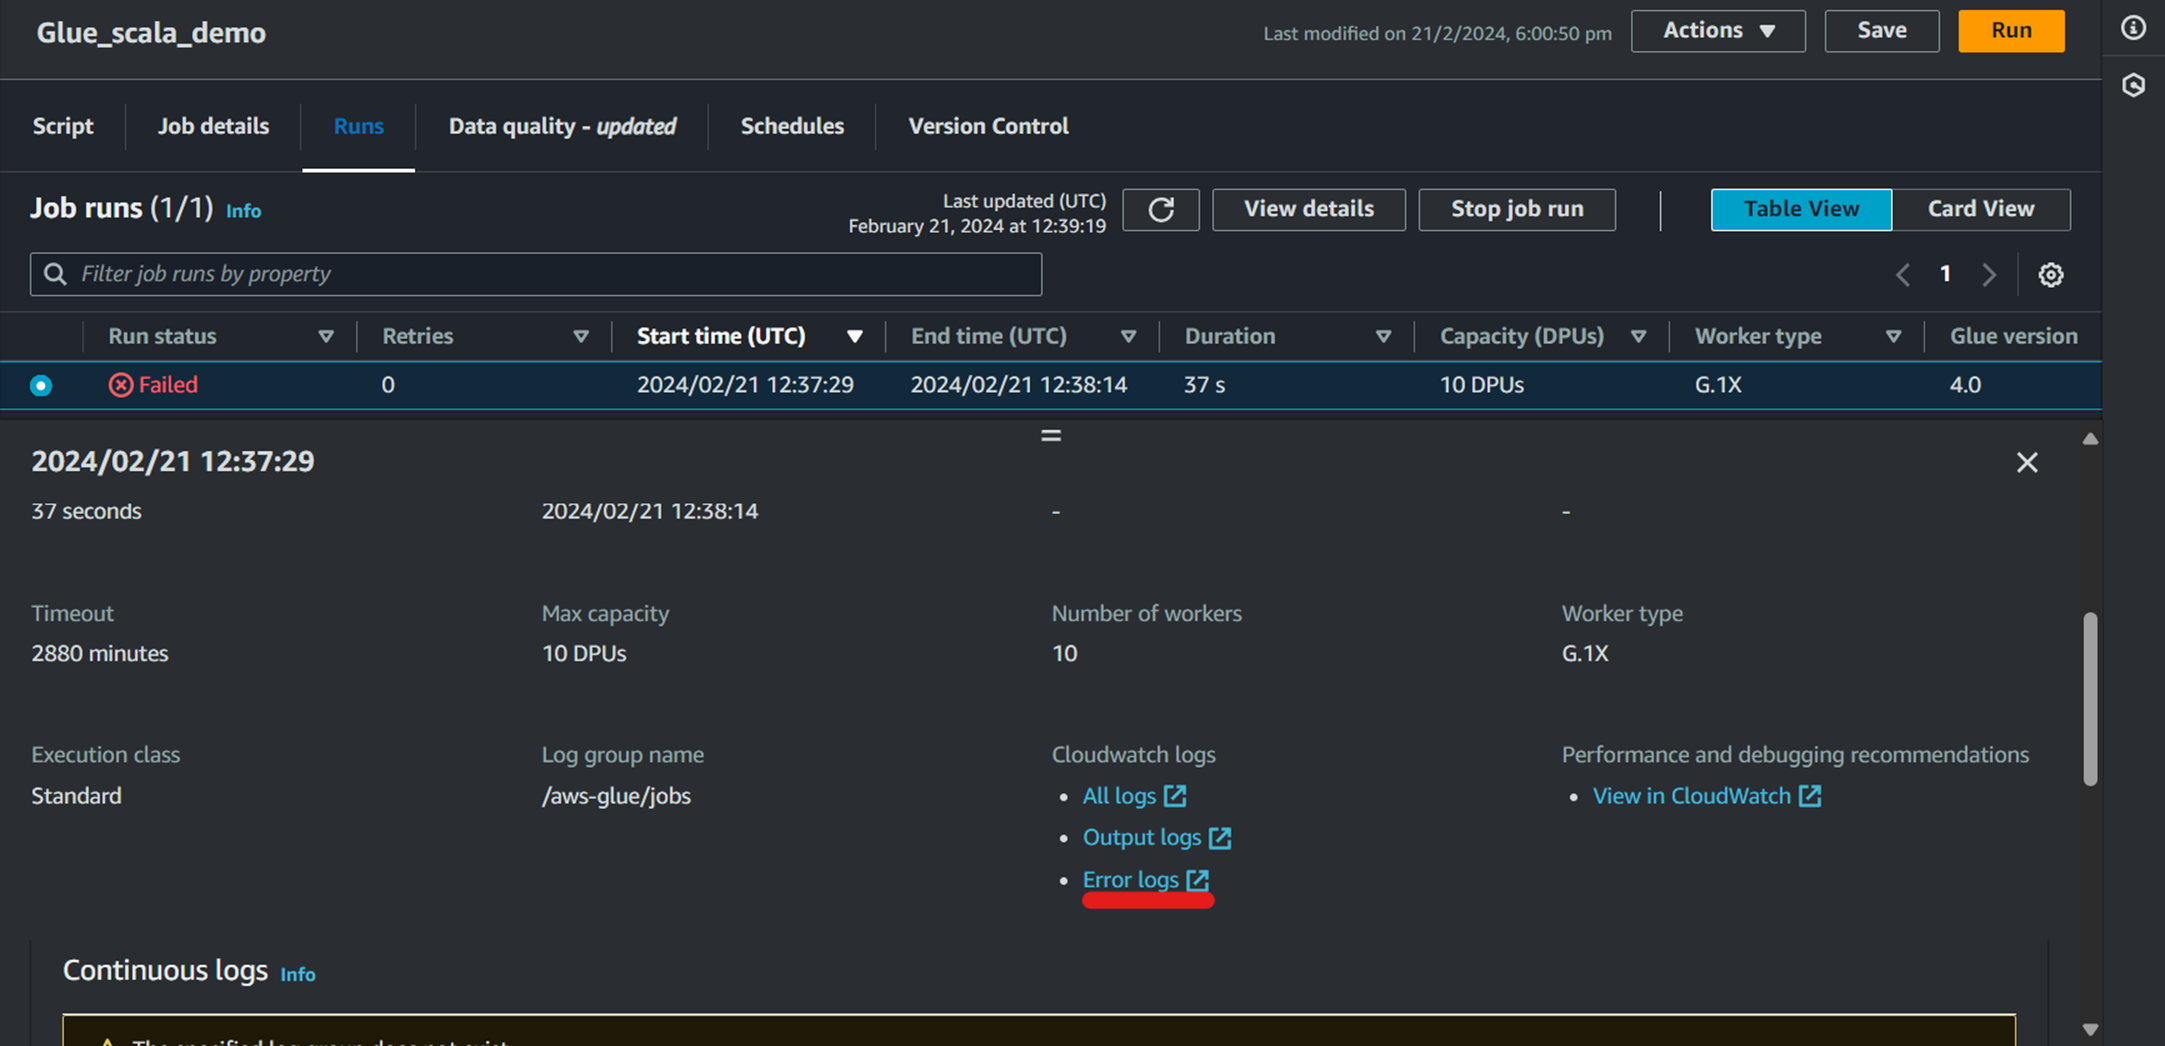 Glue_scala_demo
Last modified on 21/2/2024, 6:00:50 pm
Actions
Save
Run
Script
Job details
Runs
Data quality - updated
Schedules
Version Control
Job runs (1/1) Info
Last updated (UTC)
February 21, 2024 at 12:39:19
View details
Stop job run
Table View
Card View
Filter job runs by property
1
Run status
Retries
Start time (UTC)
End time (UTC)
Duration
Capacity (DPUs)
Worker type
Glue version
Failed
0
2024/02/21 12:37:29
2024/02/21 12:38:14
37 s
10 DPUs
G.1X
4.0
2024/02/21 12:37:29
37 seconds
2024/02/21 12:38:14
-
-
Timeout
Max capacity
Number of workers
Worker type
2880 minutes
10 DPUs
10
G.1X
Execution class
Log group name
Cloudwatch logs
Performance and debugging recommendations
Standard
/aws-glue/jobs
• All logs
• View in CloudWatch
• Output logs
• Error logs
Continuous logs Info
The specified log group does not exist